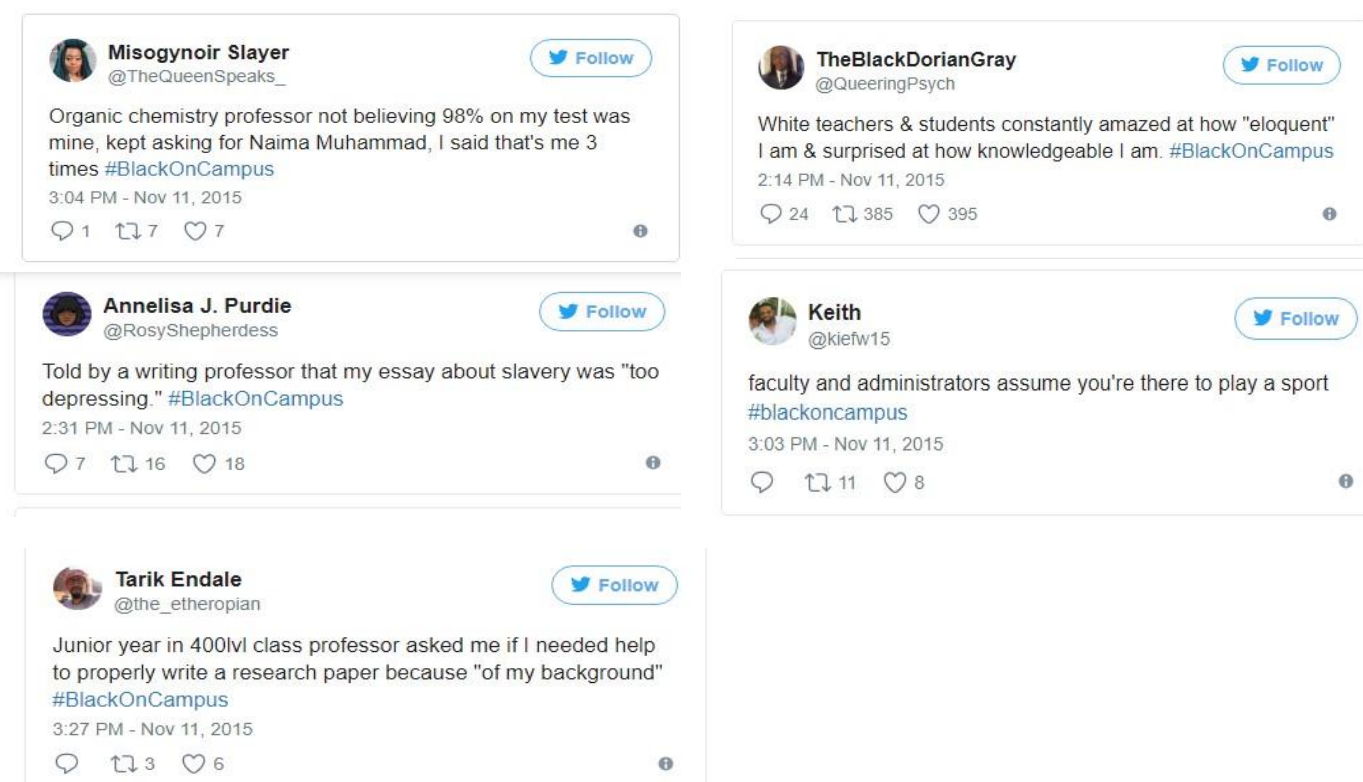 Misogynoir Slayer
@TheQueenSpeaks_
Follow
Organic chemistry professor not believing 98% on my test was
mine, kept asking for Naima Muhammad, I said that's me 3
times #BlackOnCampus
3:04 PM - Nov 11, 2015
1 7 7
TheBlackDorianGray
@QueeringPsych
Follow
White teachers & students constantly amazed at how "eloquent"
I am & surprised at how knowledgeable I am. #BlackOnCampus
2:14 PM - Nov 11, 2015
24 385 395
Annelisa J. Purdie
@RosyShepherdess
Follow
Told by a writing professor that my essay about slavery was "too
depressing." #BlackOnCampus
2:31 PM - Nov 11, 2015
7 16 18
Keith
@kiefw15
Follow
faculty and administrators assume you're there to play a sport
#blackoncampus
3:03 PM - Nov 11, 2015
11 8
Tarik Endale
@the_etheropian
Follow
Junior year in 400lvl class professor asked me if I needed help
to properly write a research paper because "of my background"
#BlackOnCampus
3:27 PM - Nov 11, 2015
3 6